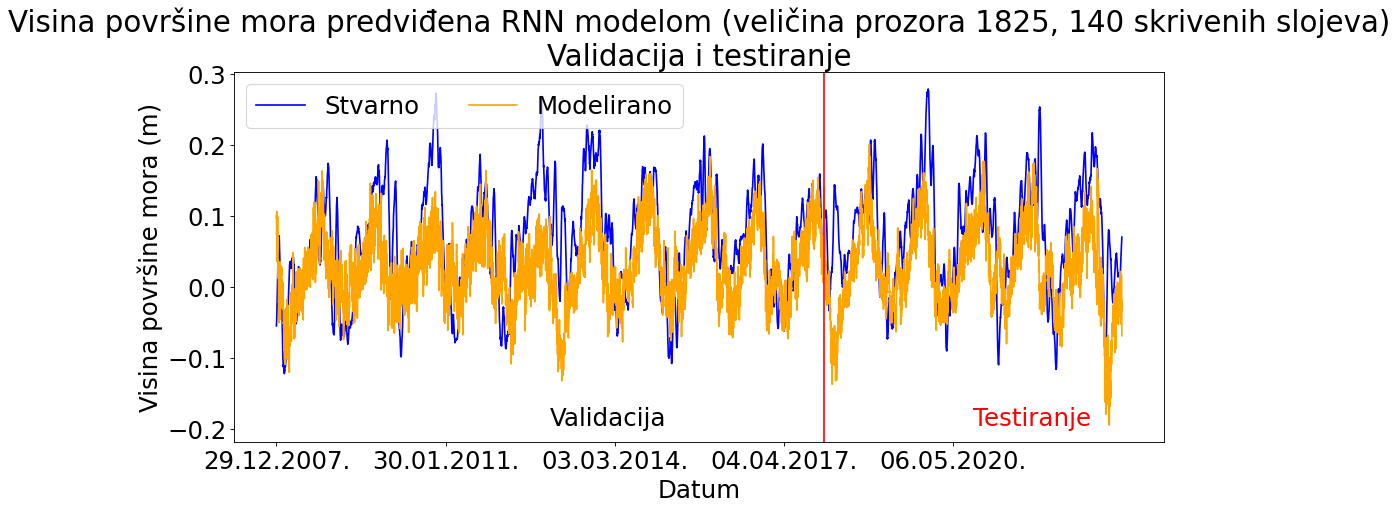 Visina površine mora predviđena RNN modelom (veličina prozora 1825, 140 skrivenih slojeva)
Validacija i testiranje
Stvarno
Modelirano
Visina površine mora (m)
0.3
0.2
0.1
0.0
−0.1
−0.2
Validacija
Testiranje
29.12.2007.
30.01.2011.
03.03.2014.
04.04.2017.
06.05.2020.
Datum